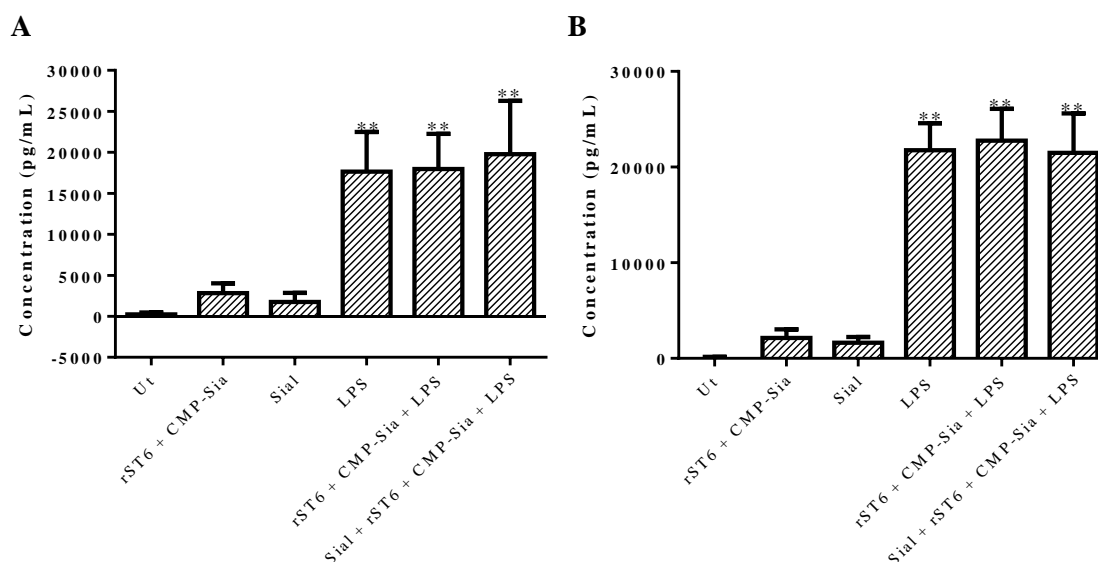 A
Concentration (pg/mL)
30000
25000
20000
15000
10000
5000
0
-5000
**
**
**
Ut
rST6 + CMP-Sia
Sial
LPS
rST6 + CMP-Sia + LPS
Sial + rST6 + CMP-Sia + LPS
B
Concentration (pg/mL)
30000
20000
10000
0
**
**
**
Ut
rST6 + CMP-Sia
Sial
LPS
rST6 + CMP-Sia + LPS
Sial + rST6 + CMP-Sia + LPS